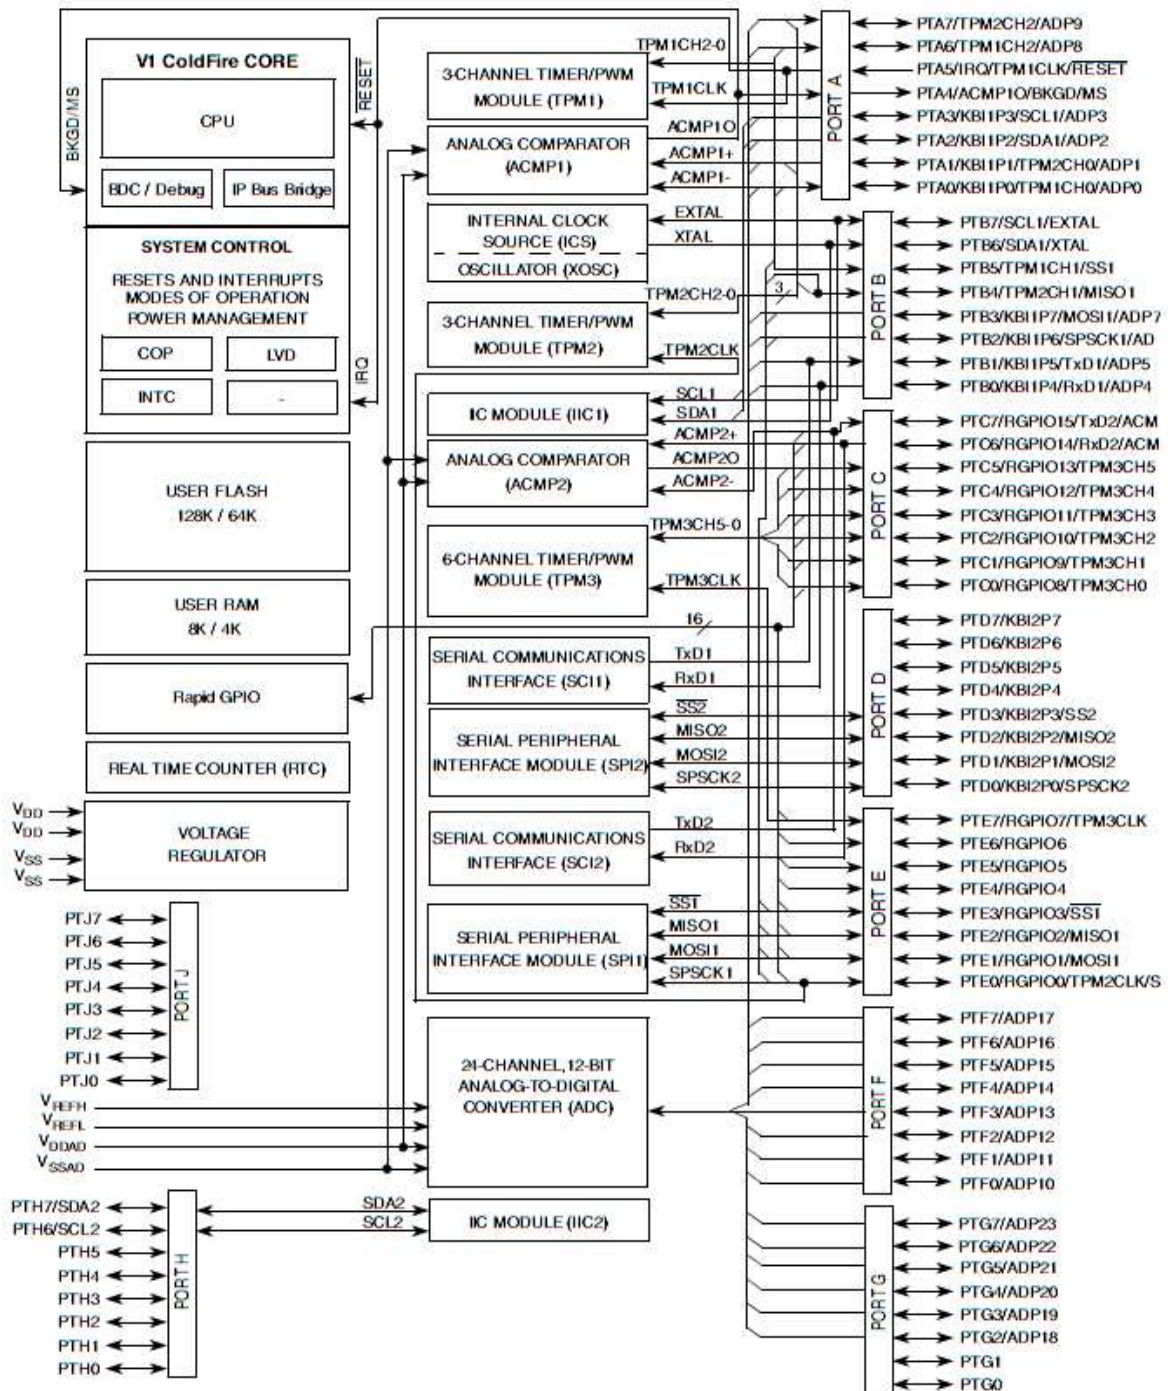 V1 ColdFire CORE
CPU
BDC / Debug
IP Bus Bridge
BKGD/MS
RESET
SYSTEM CONTROL
RESETS AND INTERRUPTS
MODES OF OPERATION
POWER MANAGEMENT
COP
LVD
INTC
-
IRQ
USER FLASH
128K / 64K
USER RAM
8K / 4K
Rapid GPIO
REAL TIME COUNTER (RTC)
VDD
VDD
VSS
VSS
VOLTAGE
REGULATOR
PTJ7
PTJ6
PTJ5
PTJ4
PTJ3
PTJ2
PTJ1
PTJ0
PORT J
VREFH
VREFL
VDDAD
VSSAD
PTH7/SDA2
PTH6/SCL2
PTH5
PTH4
PTH3
PTH2
PTH1
PTH0
PORT H
3-CHANNEL TIMER/PWM
MODULE (TPM1)
TPM1CH2-0
TPM1CLK
ANALOG COMPARATOR
(ACMP1)
ACMP1O
ACMP1+
ACMP1-
INTERNAL CLOCK
SOURCE (ICS)
OSCILLATOR (XOSC)
EXTAL
XTAL
3-CHANNEL TIMER/PWM
MODULE (TPM2)
TPM2CH2-0
3
TPM2CLK
IIC MODULE (IIC1)
SCL1
SDA1
ANALOG COMPARATOR
(ACMP2)
ACMP2+
ACMP2O
ACMP2-
6-CHANNEL TIMER/PWM
MODULE (TPM3)
TPM3CH5-0
TPM3CLK
16
SERIAL COMMUNICATIONS
INTERFACE (SCI1)
TxD1
RxD1
SERIAL PERIPHERAL
INTERFACE MODULE (SPI2)
SS2
MISO2
MOSI2
SPSCK2
SERIAL COMMUNICATIONS
INTERFACE (SCI2)
TxD2
RxD2
SERIAL PERIPHERAL
INTERFACE MODULE (SPI1)
SS1
MISO1
MOSI1
SPSCK1
24-CHANNEL,12-BIT
ANALOG-TO-DIGITAL
CONVERTER (ADC)
IIC MODULE (IIC2)
SDA2
SCL2
PORT A
PTA7/TPM2CH2/ADP9
PTA6/TPM1CH2/ADP8
PTA5/IRQ/TPM1CLK/RESET
PTA4/ACMP1O/BKGD/MS
PTA3/KBI1P3/SCL1/ADP3
PTA2/KBI1P2/SDA1/ADP2
PTA1/KBI1P1/TPM2CH0/ADP1
PTA0/KBI1P0/TPM1CH0/ADP0
PORT B
PTB7/SCL1/EXTAL
PTB6/SDA1/XTAL
PTB5/TPM1CH1/SS1
PTB4/TPM2CH1/MISO1
PTB3/KBI1P7/MOSI1/ADP7
PTB2/KBI1P6/SPSCK1/AD
PTB1/KBI1P5/TxD1/ADP5
PTB0/KBI1P4/RxD1/ADP4
PORT C
PTC7/RGPIO15/TxD2/ACM
PTC6/RGPIO14/RxD2/ACM
PTC5/RGPIO13/TPM3CH5
PTC4/RGPIO12/TPM3CH4
PTC3/RGPIO11/TPM3CH3
PTC2/RGPIO10/TPM3CH2
PTC1/RGPIO9/TPM3CH1
PTC0/RGPIO8/TPM3CH0
PORT D
PTD7/KBI2P7
PTD6/KBI2P6
PTD5/KBI2P5
PTD4/KBI2P4
PTD3/KBI2P3/SS2
PTD2/KBI2P2/MISO2
PTD1/KBI2P1/MOSI2
PTD0/KBI2P0/SPSCK2
PORT E
PTE7/RGPIO7/TPM3CLK
PTE6/RGPIO6
PTE5/RGPIO5
PTE4/RGPIO4
PTE3/RGPIO3/SS1
PTE2/RGPIO2/MISO1
PTE1/RGPIO1/MOSI1
PTE0/RGPIO0/TPM2CLK/S
PORT F
PTF7/ADP17
PTF6/ADP16
PTF5/ADP15
PTF4/ADP14
PTF3/ADP13
PTF2/ADP12
PTF1/ADP11
PTF0/ADP10
PORT G
PTG7/ADP23
PTG6/ADP22
PTG5/ADP21
PTG4/ADP20
PTG3/ADP19
PTG2/ADP18
PTG1
PTG0